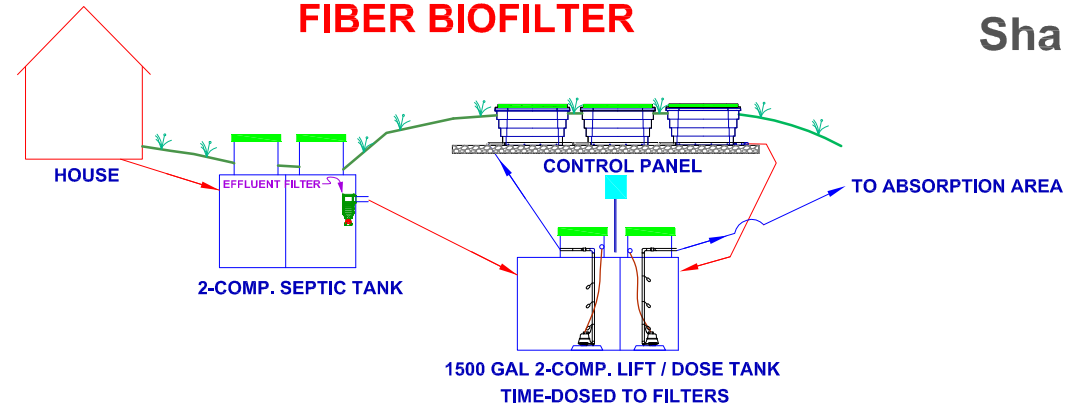 FIBER BIOFILTER
Sha
HOUSE
EFFLUENT FILTER
CONTROL PANEL
TO ABSORPTION AREA
2-COMP. SEPTIC TANK
1500 GAL 2-COMP. LIFT / DOSE TANK
TIME-DOSED TO FILTERS